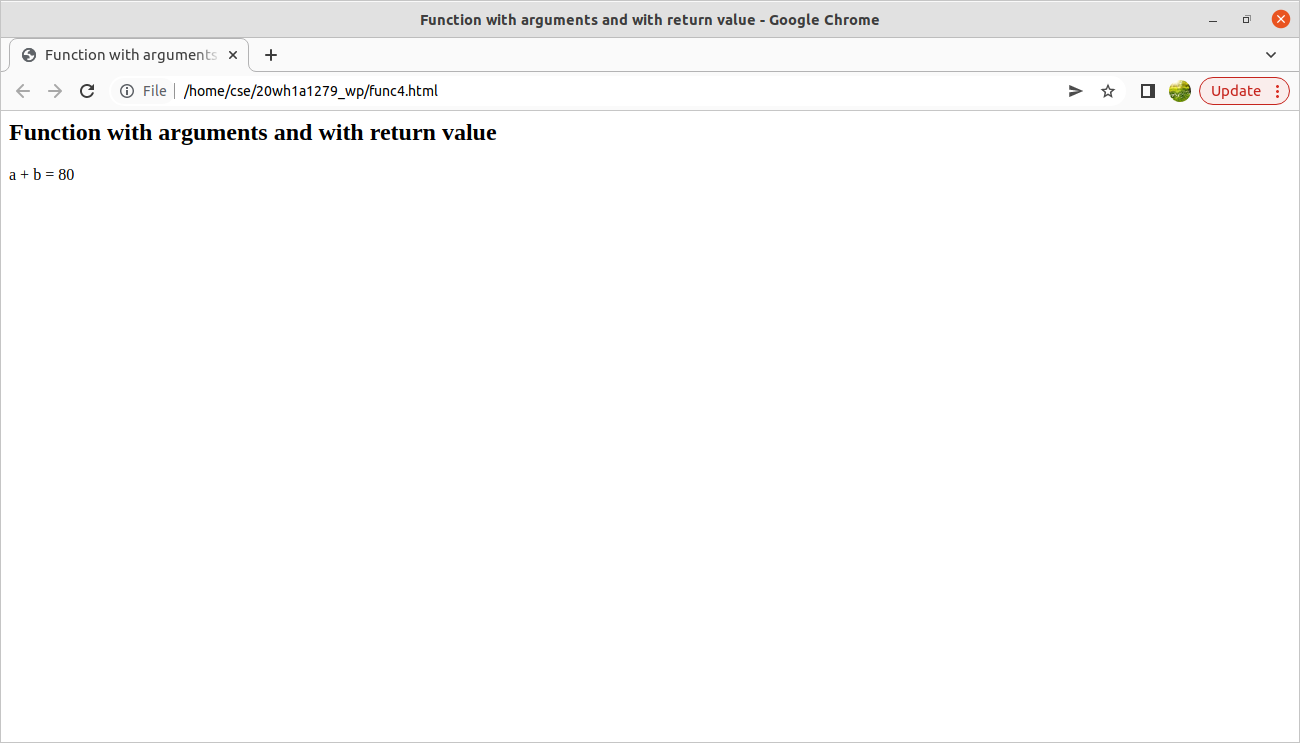 Function with arguments and with return value - Google Chrome
Function with arguments
File
/home/cse/20wh1a1279_wp/func4.html
Update
Function with arguments and with return value
a + b = 80